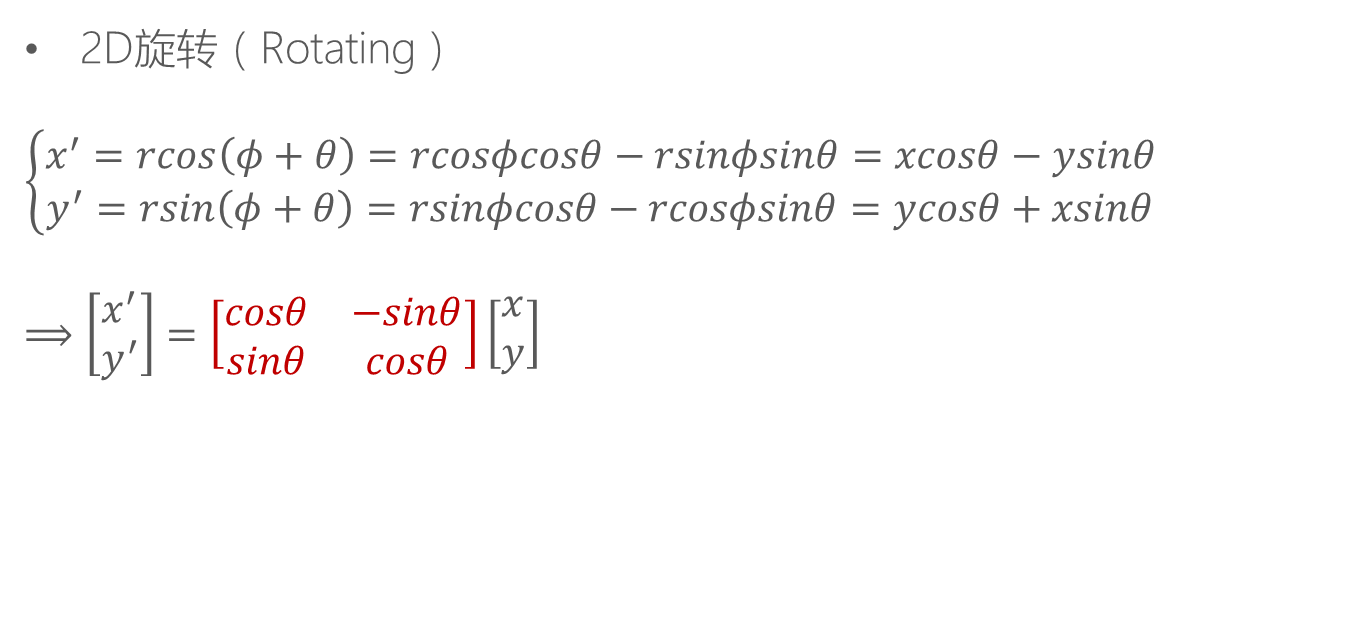 • 2D旋转（Rotating）
x′ = rcos(ϕ + θ) = rcosϕcosθ − rsinϕsinθ = xcosθ − ysinθ
y′ = rsin(ϕ + θ) = rsinϕcosθ − rcosϕsinθ = ycosθ + xsinθ
⟹ [x′ y′] = [cosθ −sinθ sinθ cosθ] [x y]